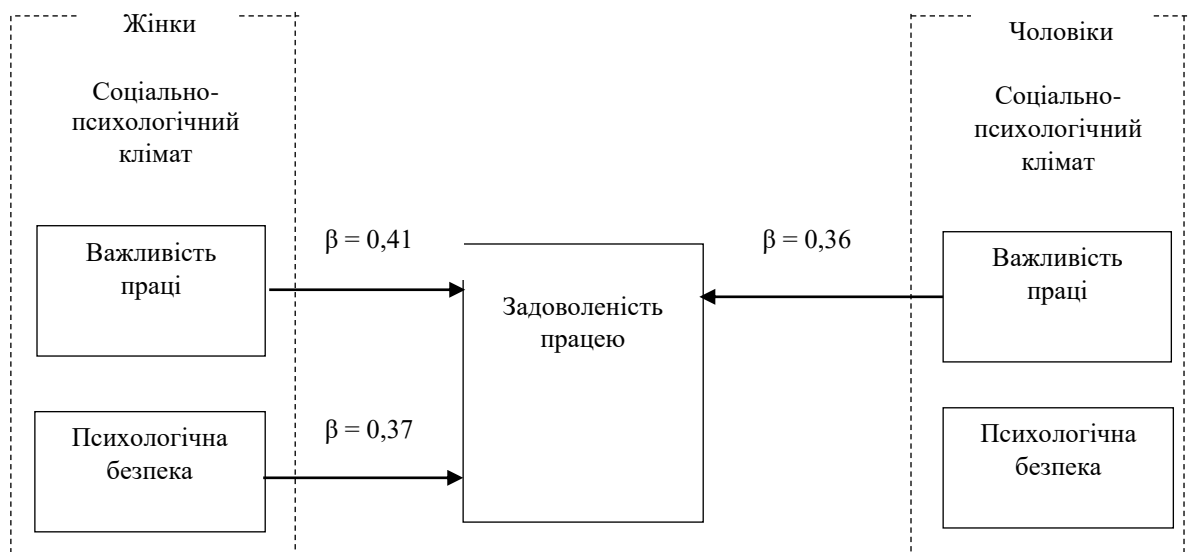 Жінки
Соціально-
психологічний
клімат
Важливість
праці
Психологічна
безпека
β = 0,41
β = 0,37
Задоволеність
працею
β = 0,36
Чоловіки
Соціально-
психологічний
клімат
Важливість
праці
Психологічна
безпека